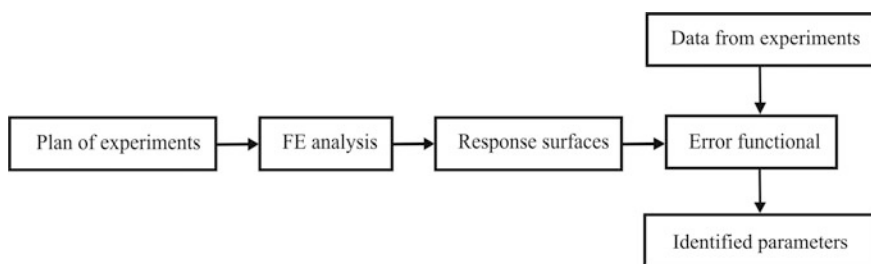 Data from experiments
Plan of experiments
FE analysis
Response surfaces
Error functional
Identified parameters